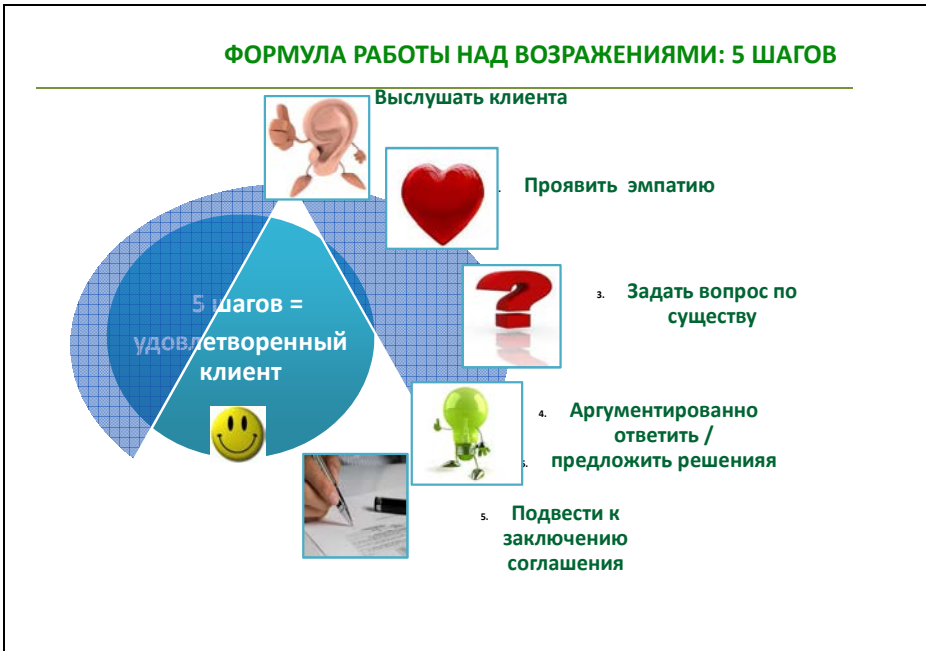 ФОРМУЛА РАБОТЫ НАД ВОЗРАЖЕНИЯМИ: 5 ШАГОВ
Выслушать клиента
. Проявить эмпатию
3. Задать вопрос по
существу
4. Аргументированно
ответить /
предложить решенияя
5. Подвести к
заключению
соглашения
5 шагов =
удовлетворенный
клиент